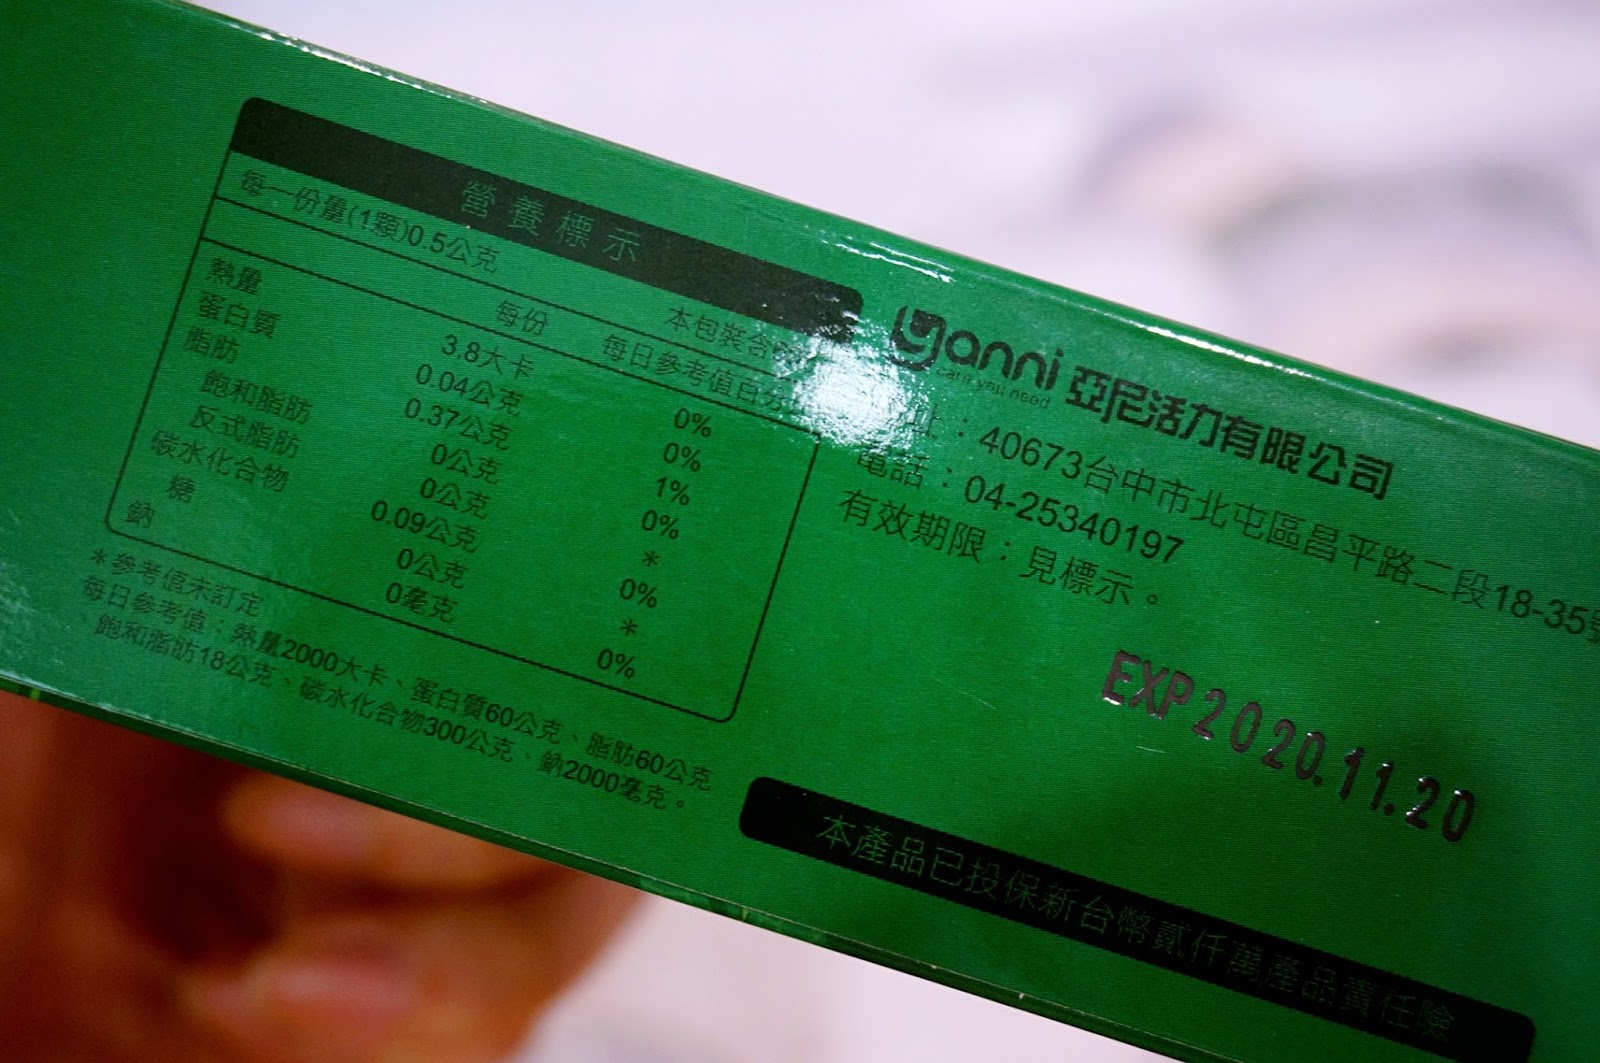 營養標示
每一份量(1顆)0.5公克
本包裝含
每份 每日參考值百分
熱量 3.8大卡 0%
蛋白質 0.04公克 0%
脂肪 0.37公克 1%
飽和脂肪 0公克 0%
反式脂肪 0公克 *
碳水化合物 0.09公克 0%
糖 0公克 *
鈉 0毫克 0%
*參考值未訂定
每日參考值：熱量2000大卡、蛋白質60公克、脂肪60公克
、飽和脂肪18公克、碳水化合物300公克、鈉2000毫克。
yanni 亞尼活力有限公司
care you need
址：40673台中市北屯區昌平路二段18-35號
電話：04-25340197
有效期限：見標示。
EXP 2020.11.20
本產品已投保新台幣貳仟萬產品責任險